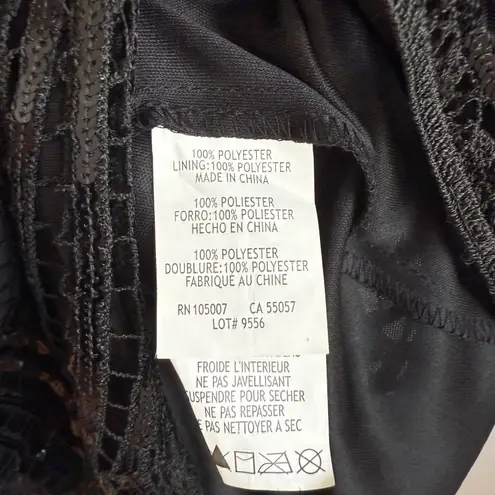 100% POLYESTER
LINING:100% POLYESTER
MADE IN CHINA
100% POLIESTER
FORRO:100% POLIESTER
HECHO EN CHINA
100% POLYESTER
DOUBLURE:100% POLYESTER
FABRIQUE AU CHINE
RN 105007 CA 55057
LOT# 9556
FROIDE L'INTERIEUR
NE PAS JAVELLISANT
SUSPENDRE POUR SECHER
NE PAS REPASSER
NE PAS NETTOYER A SEC